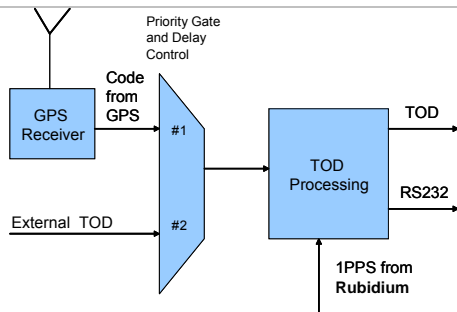 Priority Gate
and Delay
Control
Code
from
GPS
GPS
Receiver
#1
TOD
Processing
TOD
RS232
External TOD
#2
1PPS from
Rubidium